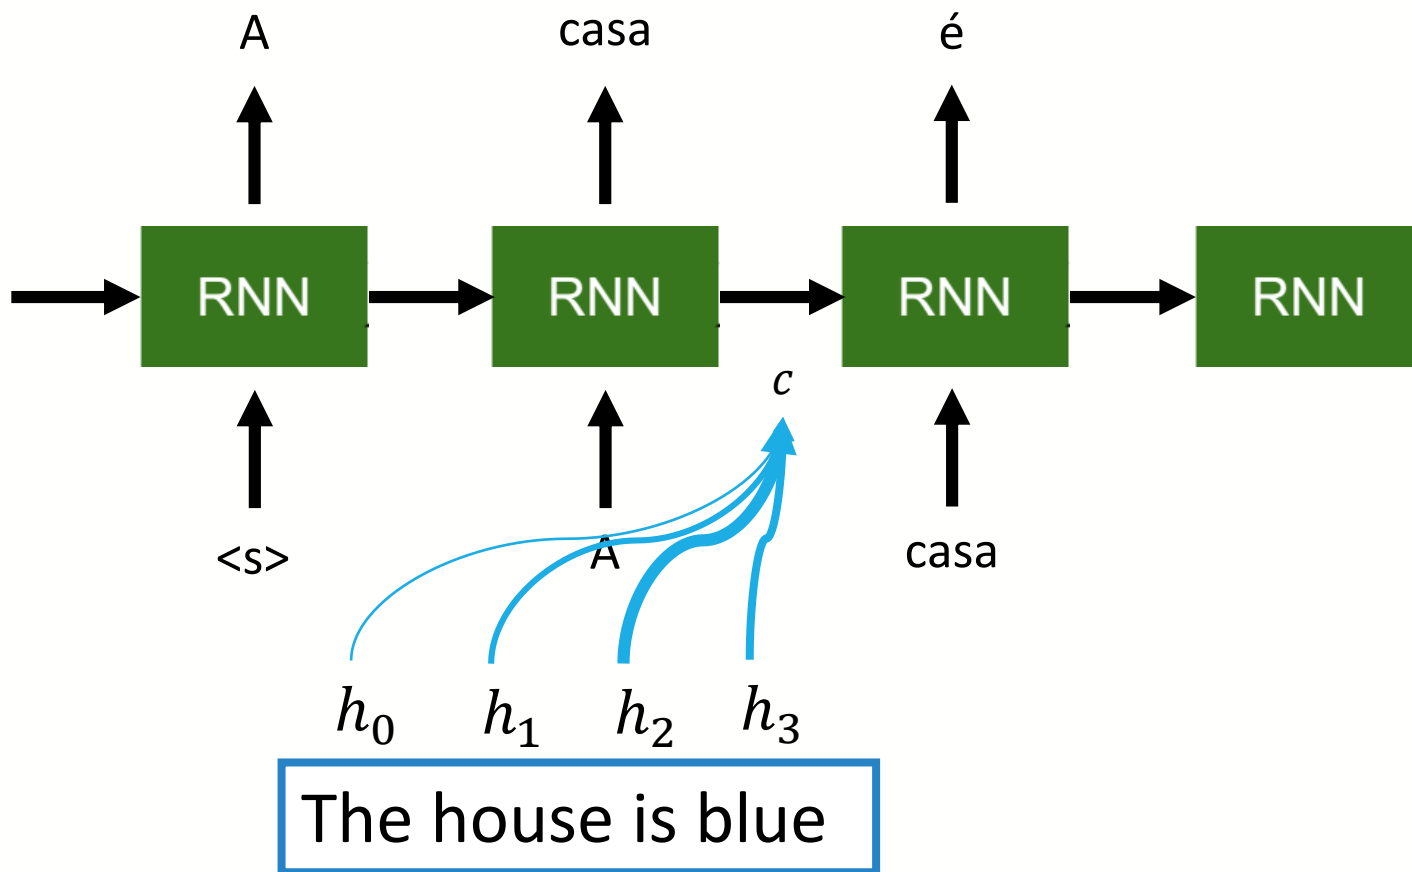 A casa é
RNN RNN RNN RNN
c
<s> A casa
h₀ h₁ h₂ h₃
The house is blue